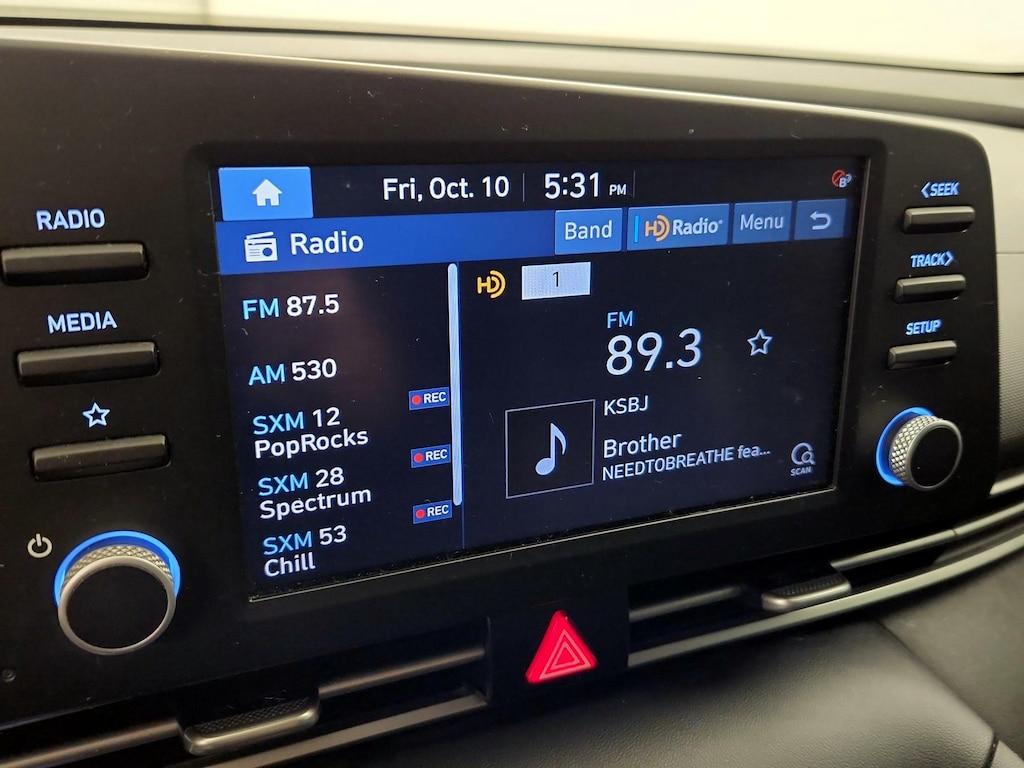 RADIO
MEDIA
Fri, Oct. 10 5:31 PM
B
Radio
Band
HD Radio
Menu
FM 87.5
AM 530
REC
SXM 12
PopRocks
REC
SXM 28
Spectrum
REC
SXM 53
Chill
HD
1
FM
89.3
KSBJ
Brother
NEEDTOBREATHE fea...
SCAN
<SEEK
TRACK>
SETUP